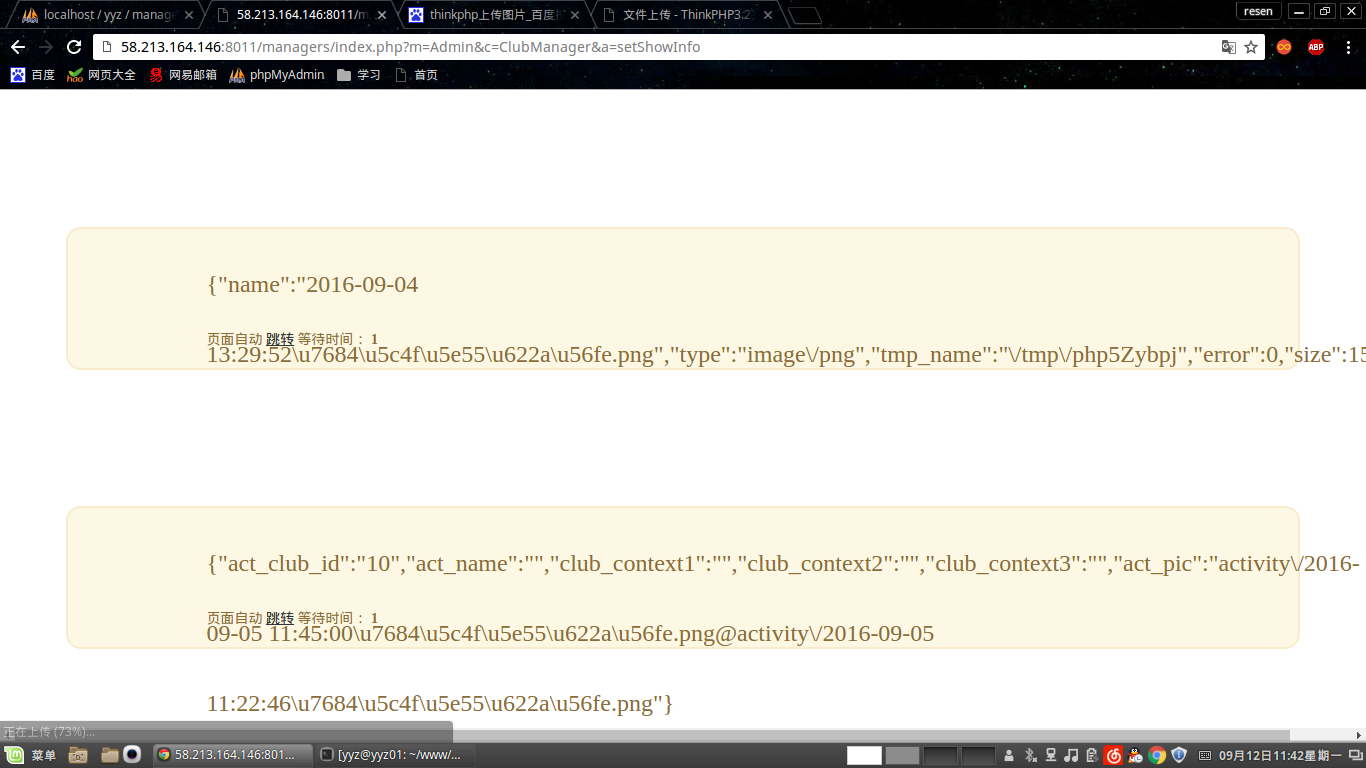 resen
localhost / yyz / manage
58.213.164.146:8011/m
thinkphp上传图片_百度
文件上传 - ThinkPHP3.2
58.213.164.146:8011/managers/index.php?m=Admin&c=ClubManager&a=setShowInfo
ABP
百度 网页大全 网易邮箱 phpMyAdmin 学习 首页
{"name":"2016-09-04
页面自动 跳转 等待时间： 1
13:29:52\u7684\u5c4f\u5e55\u622a\u56fe.png","type":"image\/png","tmp_name":"\/tmp\/php5Zybpj","error":0,"size":15
{"act_club_id":"10","act_name":"","club_context1":"","club_context2":"","club_context3":"","act_pic":"activity\/2016-
页面自动 跳转 等待时间： 1
09-05 11:45:00\u7684\u5c4f\u5e55\u622a\u56fe.png@activity\/2016-09-05
11:22:46\u7684\u5c4f\u5e55\u622a\u56fe.png"}
正在上传 (73%)...
菜单 58.213.164.146:801... [yyz@yyz01: ~/www/... 09月12日11:42星期一